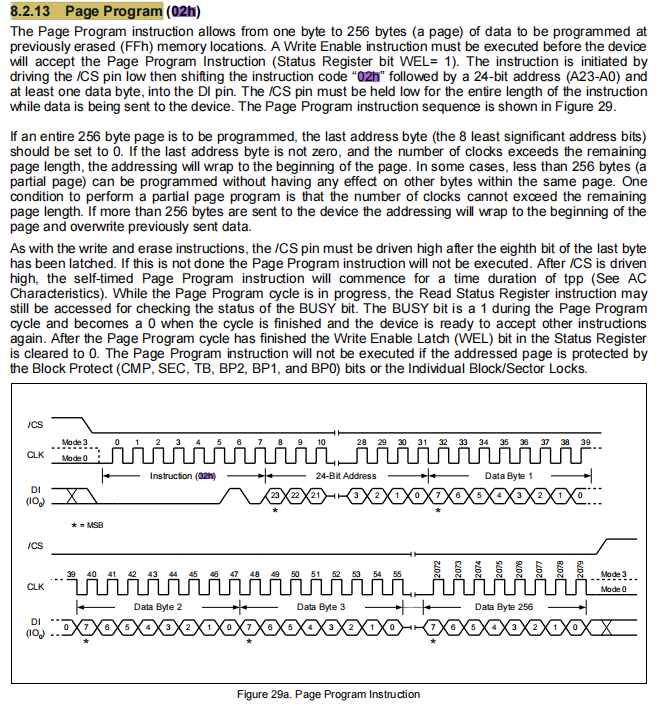 8.2.13 Page Program (02h)
The Page Program instruction allows from one byte to 256 bytes (a page) of data to be programmed at
previously erased (FFh) memory locations. A Write Enable instruction must be executed before the device
will accept the Page Program Instruction (Status Register bit WEL= 1). The instruction is initiated by
driving the /CS pin low then shifting the instruction code “02h” followed by a 24-bit address (A23-A0) and
at least one data byte, into the DI pin. The /CS pin must be held low for the entire length of the instruction
while data is being sent to the device. The Page Program instruction sequence is shown in Figure 29.
If an entire 256 byte page is to be programmed, the last address byte (the 8 least significant address bits)
should be set to 0. If the last address byte is not zero, and the number of clocks exceeds the remaining
page length, the addressing will wrap to the beginning of the page. In some cases, less than 256 bytes (a
partial page) can be programmed without having any effect on other bytes within the same page. One
condition to perform a partial page program is that the number of clocks cannot exceed the remaining
page length. If more than 256 bytes are sent to the device the addressing will wrap to the beginning of the
page and overwrite previously sent data.
As with the write and erase instructions, the /CS pin must be driven high after the eighth bit of the last byte
has been latched. If this is not done the Page Program instruction will not be executed. After /CS is driven
high, the self-timed Page Program instruction will commence for a time duration of tpp (See AC
Characteristics). While the Page Program cycle is in progress, the Read Status Register instruction may
still be accessed for checking the status of the BUSY bit. The BUSY bit is a 1 during the Page Program
cycle and becomes a 0 when the cycle is finished and the device is ready to accept other instructions
again. After the Page Program cycle has finished the Write Enable Latch (WEL) bit in the Status Register
is cleared to 0. The Page Program instruction will not be executed if the addressed page is protected by
the Block Protect (CMP, SEC, TB, BP2, BP1, and BP0) bits or the Individual Block/Sector Locks.
/CS
Mode 3 0 1 2 3 4 5 6 7 8 9 10 28 29 30 31 32 33 34 35 36 37 38 39
CLK Mode 0
Instruction (02h) 24-Bit Address Data Byte 1
DI
(IO0) 23 22 21 3 2 1 0 7 6 5 4 3 2 1 0
* *
* = MSB
/CS
39 40 41 42 43 44 45 46 47 48 49 50 51 52 53 54 55 2072 2073 2074 2075 2076 2077 2078 2079 Mode 3
CLK Mode 0
Data Byte 2 Data Byte 3 Data Byte 256
DI
(IO0) 0 7 6 5 4 3 2 1 0 7 6 5 4 3 2 1 0 7 6 5 4 3 2 1 0
* * *
Figure 29a. Page Program Instruction